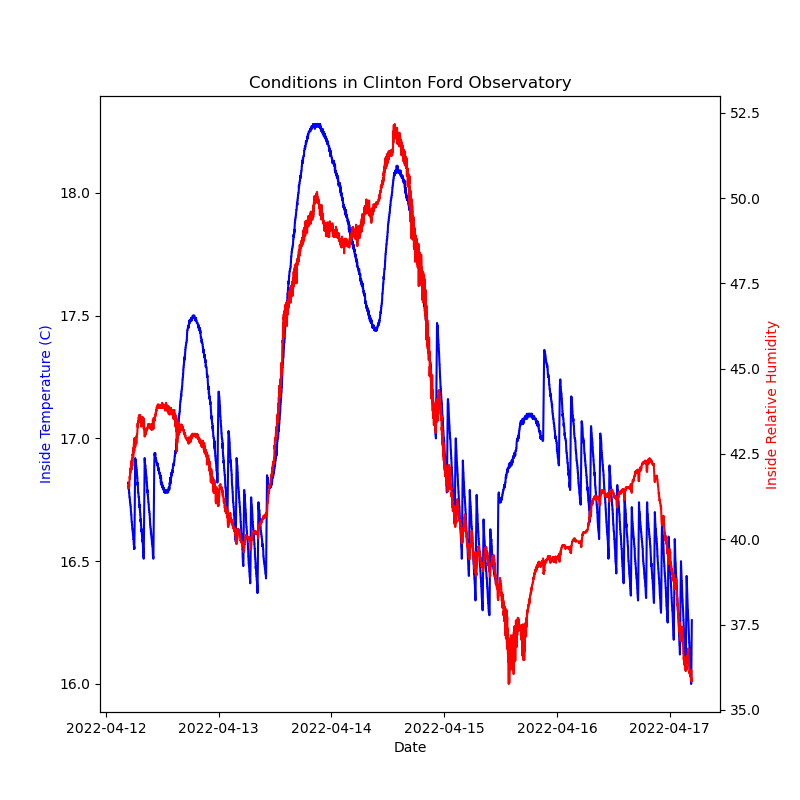 Conditions in Clinton Ford Observatory
52.5
18.0
50.0
47.5
17.5
Inside Temperature (C)
45.0
Inside Relative Humidity
17.0
42.5
40.0
16.5
37.5
16.0
35.0
2022-04-12 2022-04-13 2022-04-14 2022-04-15 2022-04-16 2022-04-17
Date